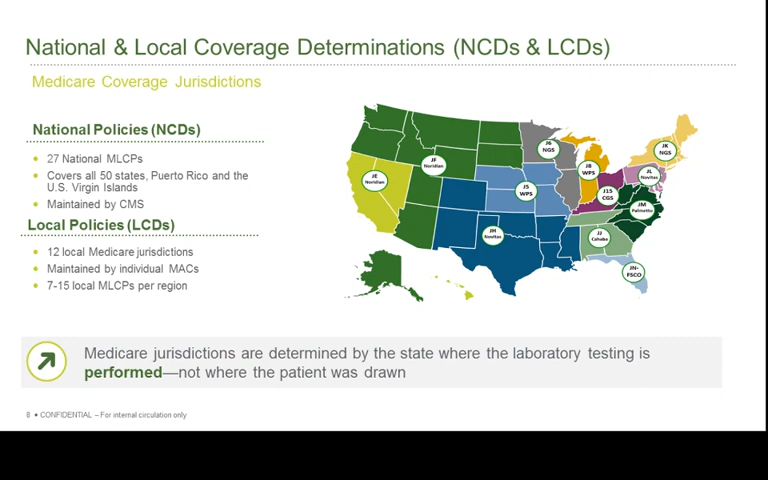 National & Local Coverage Determinations (NCDs & LCDs)
Medicare Coverage Jurisdictions
National Policies (NCDs)
27 National MLCPs
Covers all 50 states, Puerto Rico and the
U.S. Virgin Islands
Maintained by CMS
Local Policies (LCDs)
12 local Medicare jurisdictions
Maintained by individual MACs
7-15 local MLCPs per region
JE
Noridian
JF
Noridian
J6
NGS
J5
WPS
JH
Novitas
J8
WPS
J15
CGS
JK
NGS
JL
Novitas
JM
Palmetto
JJ
Cahaba
JN-
FSCO
Medicare jurisdictions are determined by the state where the laboratory testing is
performed—not where the patient was drawn
8 • CONFIDENTIAL – For internal circulation only